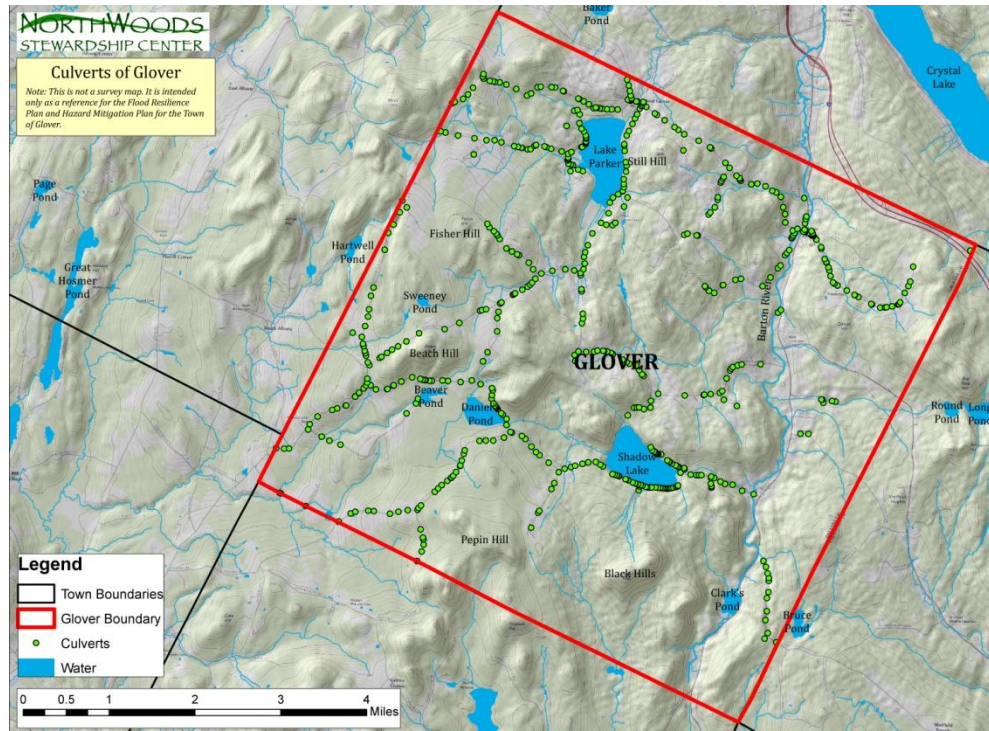 NORTHWOODS
STEWARDSHIP CENTER
Culverts of Glover
Note: This is not a survey map. It is intended
only as a reference for the Flood Resilience
Plan and Hazard Mitigation Plan for the Town
of Glover.
Baker
Pond
Crystal
Lake
Lake
Parker
Still Hill
Page
Pond
Fisher Hill
Hartwell
Pond
Great
Hosmer
Pond
Sweeney
Pond
Barton River
Beach Hill
GLOVER
Beaver
Pond
Daniels
Pond
Round
Pond
Long
Pond
Shadow
Lake
Pepin Hill
Black Hills
Clark's
Pond
Bruce
Pond
Legend
Town Boundaries
Glover Boundary
Culverts
Water
0 0.5 1 2 3 4
Miles